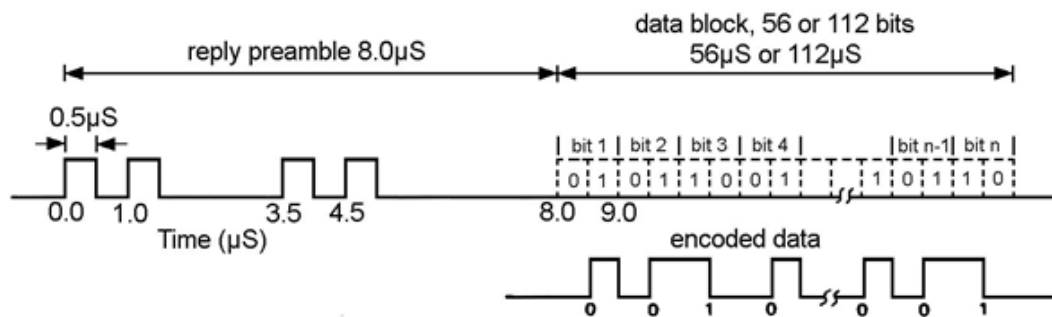 data block, 56 or 112 bits
reply preamble 8.0µS
56µS or 112µS
0.5µS
bit 1 bit 2 bit 3 bit 4 bit n-1 bit n
0 1 0 1 1 0 0 1 1 0 1 1 0
0.0 1.0 3.5 4.5 8.0 9.0
Time (µS)
encoded data
0 0 1 0 0 0 1